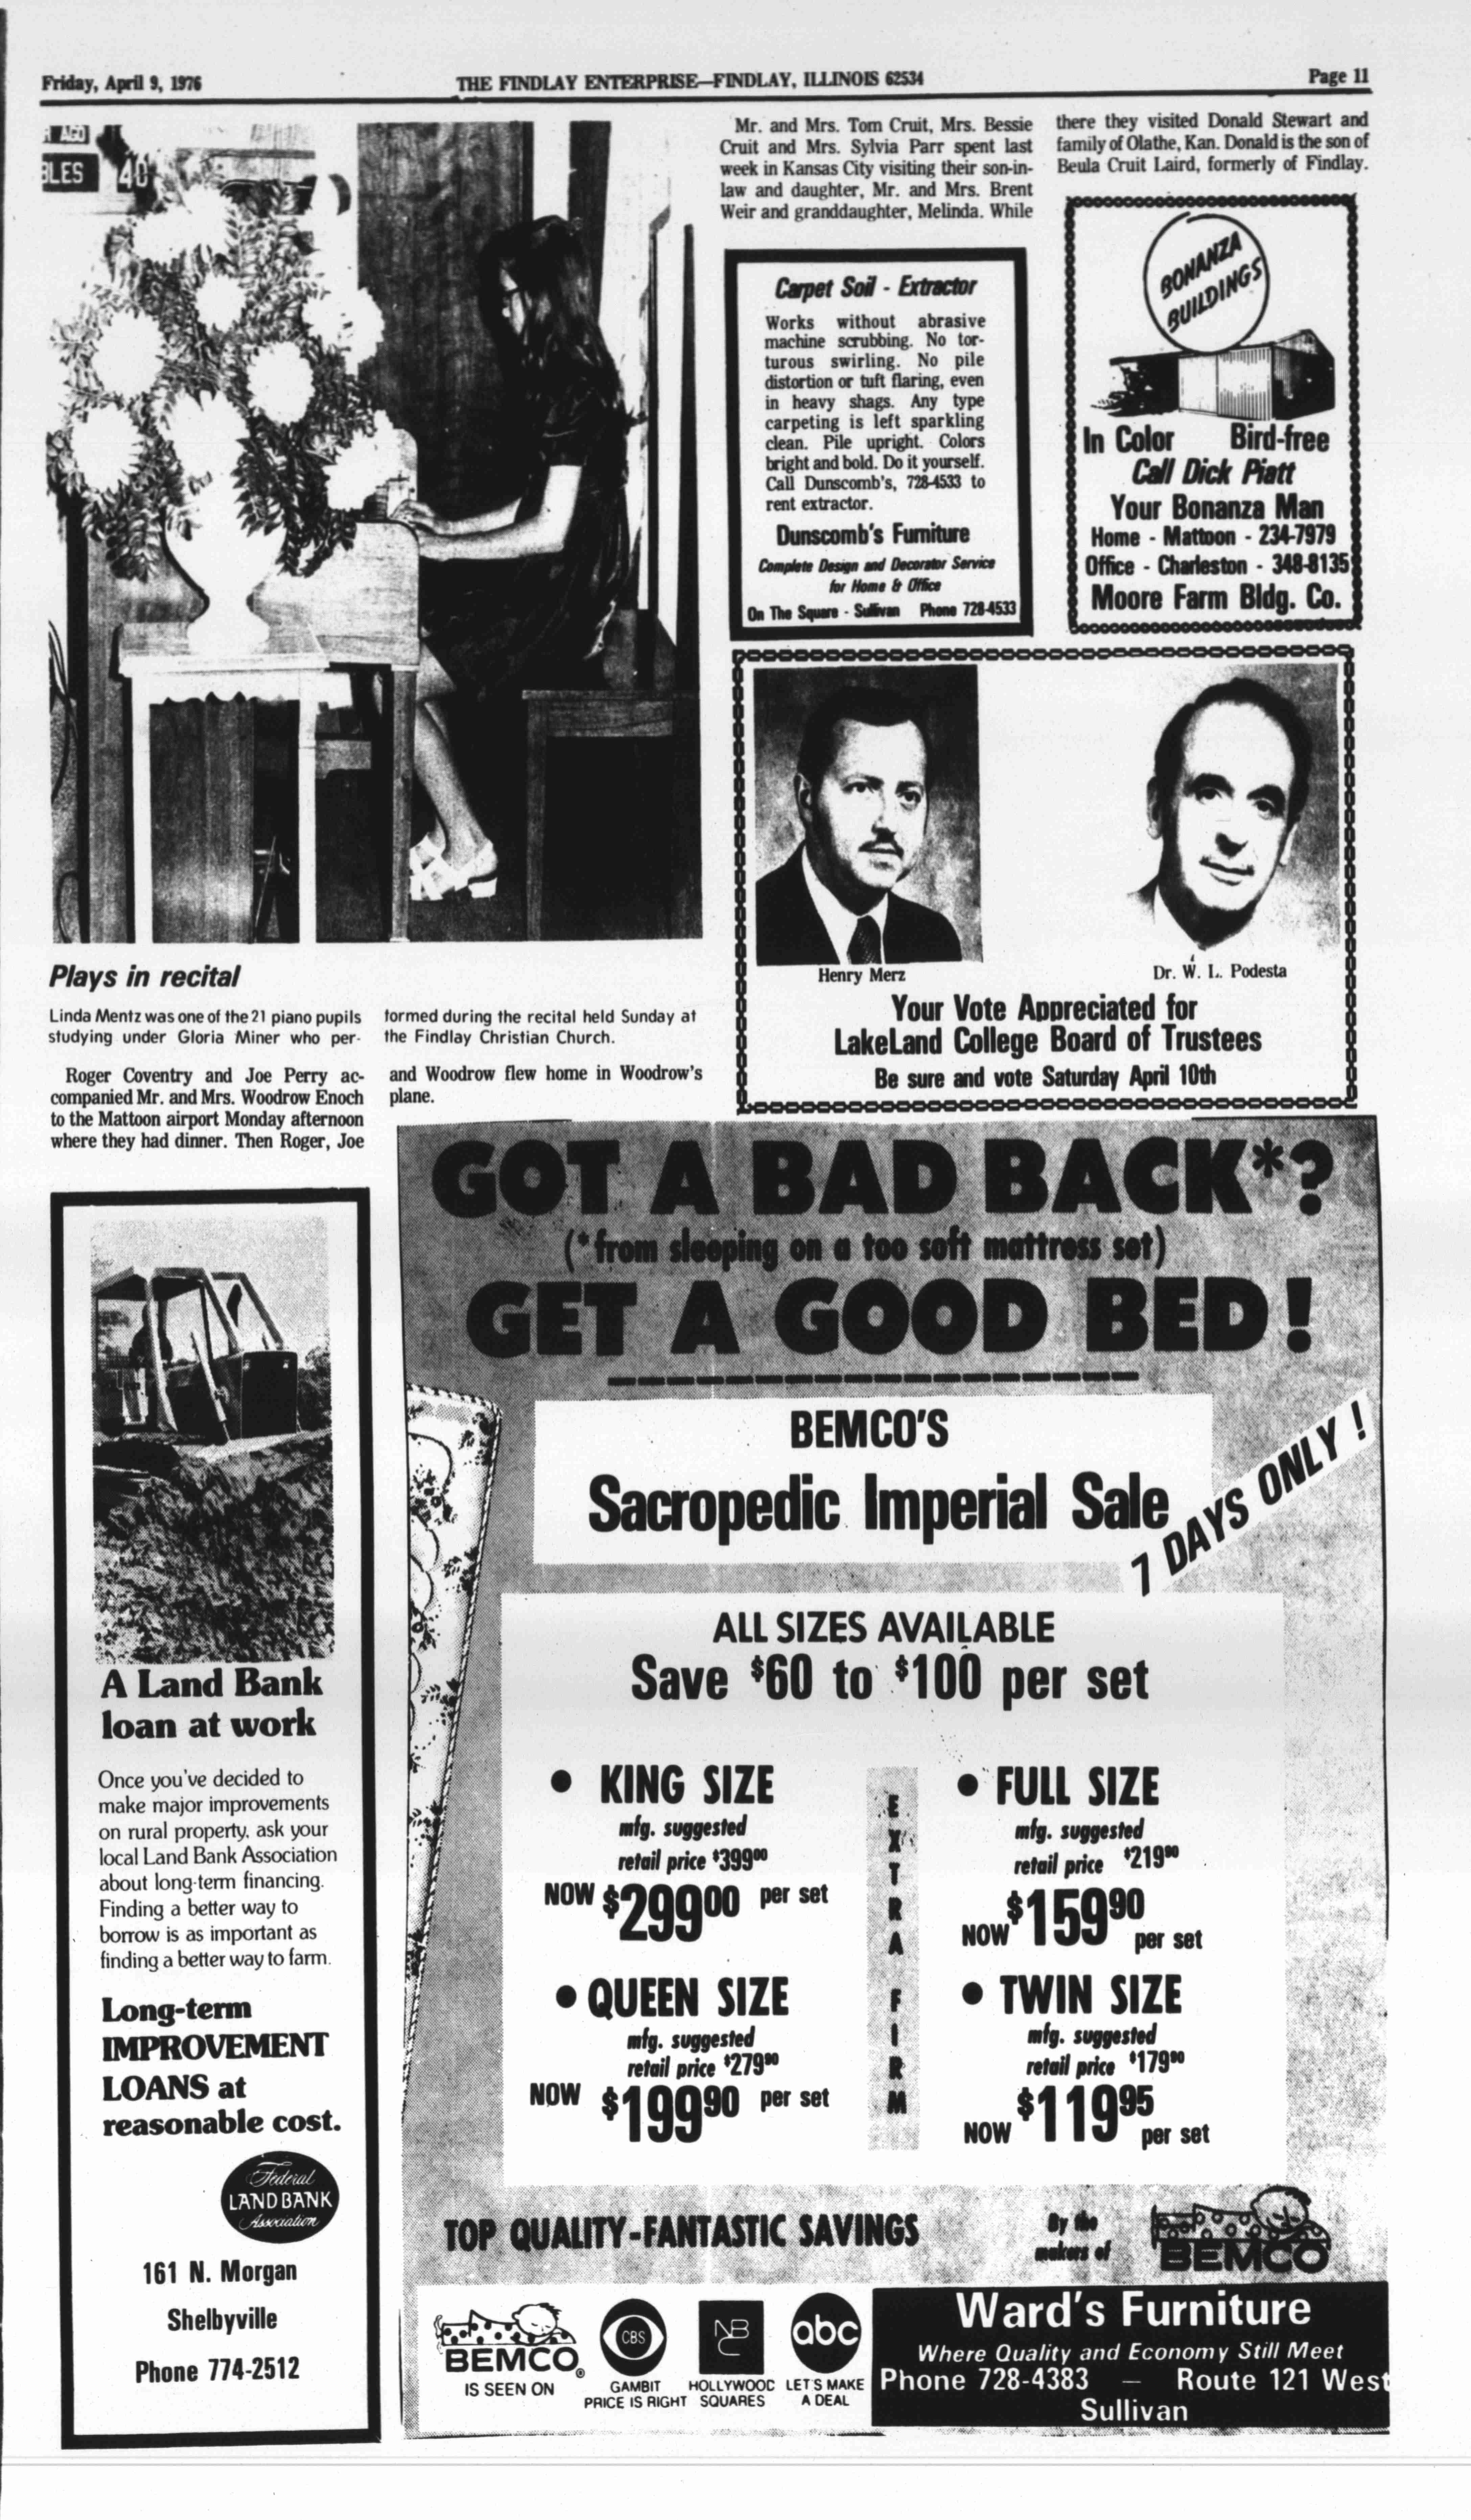 Friday, April 9, 1976
THE FINDLAY ENTERPRISE—FINDLAY, ILLINOIS 62534
Page 11
AGO
BLES
40
Plays in recital
Linda Mentz was one of the 21 piano pupils
studying under Gloria Miner who per-
formed during the recital held Sunday at
the Findlay Christian Church.
Roger Coventry and Joe Perry ac-
companied Mr. and Mrs. Woodrow Enoch
to the Mattoon airport Monday afternoon
where they had dinner. Then Roger, Joe
and Woodrow flew home in Woodrow's
plane.
Mr. and Mrs. Tom Cruit, Mrs. Bessie
Cruit and Mrs. Sylvia Parr spent last
week in Kansas City visiting their son-in-
law and daughter, Mr. and Mrs. Brent
Weir and granddaughter, Melinda. While
there they visited Donald Stewart and
family of Olathe, Kan. Donald is the son of
Beula Cruit Laird, formerly of Findlay.
Carpet Soil - Extractor
Works without abrasive
machine scrubbing. No tor-
turous swirling. No pile
distortion or tuft flaring, even
in heavy shags. Any type
carpeting is left sparkling
clean. Pile upright. Colors
bright and bold. Do it yourself.
Call Dunscomb's, 728-4533 to
rent extractor.
Dunscomb's Furniture
Complete Design and Decorator Service
for Home & Office
On The Square - Sullivan Phone 728-4533
BONANZA
BUILDINGS
In Color Bird-free
Call Dick Piatt
Your Bonanza Man
Home - Mattoon - 234-7979
Office - Charleston - 348-8135
Moore Farm Bldg. Co.
Henry Merz
Dr. W. L. Podesta
Your Vote Appreciated for
LakeLand College Board of Trustees
Be sure and vote Saturday April 10th
A Land Bank
loan at work
Once you've decided to
make major improvements
on rural property, ask your
local Land Bank Association
about long-term financing.
Finding a better way to
borrow is as important as
finding a better way to farm.
Long-term
IMPROVEMENT
LOANS at
reasonable cost.
Federal
LAND BANK
Association
161 N. Morgan
Shelbyville
Phone 774-2512
GOT A BAD BACK*?
(*from sleeping on a too soft mattress set)
GET A GOOD BED!
BEMCO'S
Sacropedic Imperial Sale
7 DAYS ONLY!
ALL SIZES AVAILABLE
Save $60 to $100 per set
• KING SIZE
mfg. suggested
retail price $39900
NOW $29900 per set
• QUEEN SIZE
mfg. suggested
retail price $27990
NOW $19990 per set
EXTRA FIRM
• FULL SIZE
mfg. suggested
retail price $21990
NOW $15990 per set
• TWIN SIZE
mfg. suggested
retail price $17990
NOW $11995 per set
TOP QUALITY-FANTASTIC SAVINGS
By the
makers of
BEMCO
BEMCO®
IS SEEN ON
CBS
GAMBIT
PRICE IS RIGHT
NBC
HOLLYWOOD
SQUARES
abc
LET'S MAKE
A DEAL
Ward's Furniture
Where Quality and Economy Still Meet
Phone 728-4383 — Route 121 West
Sullivan